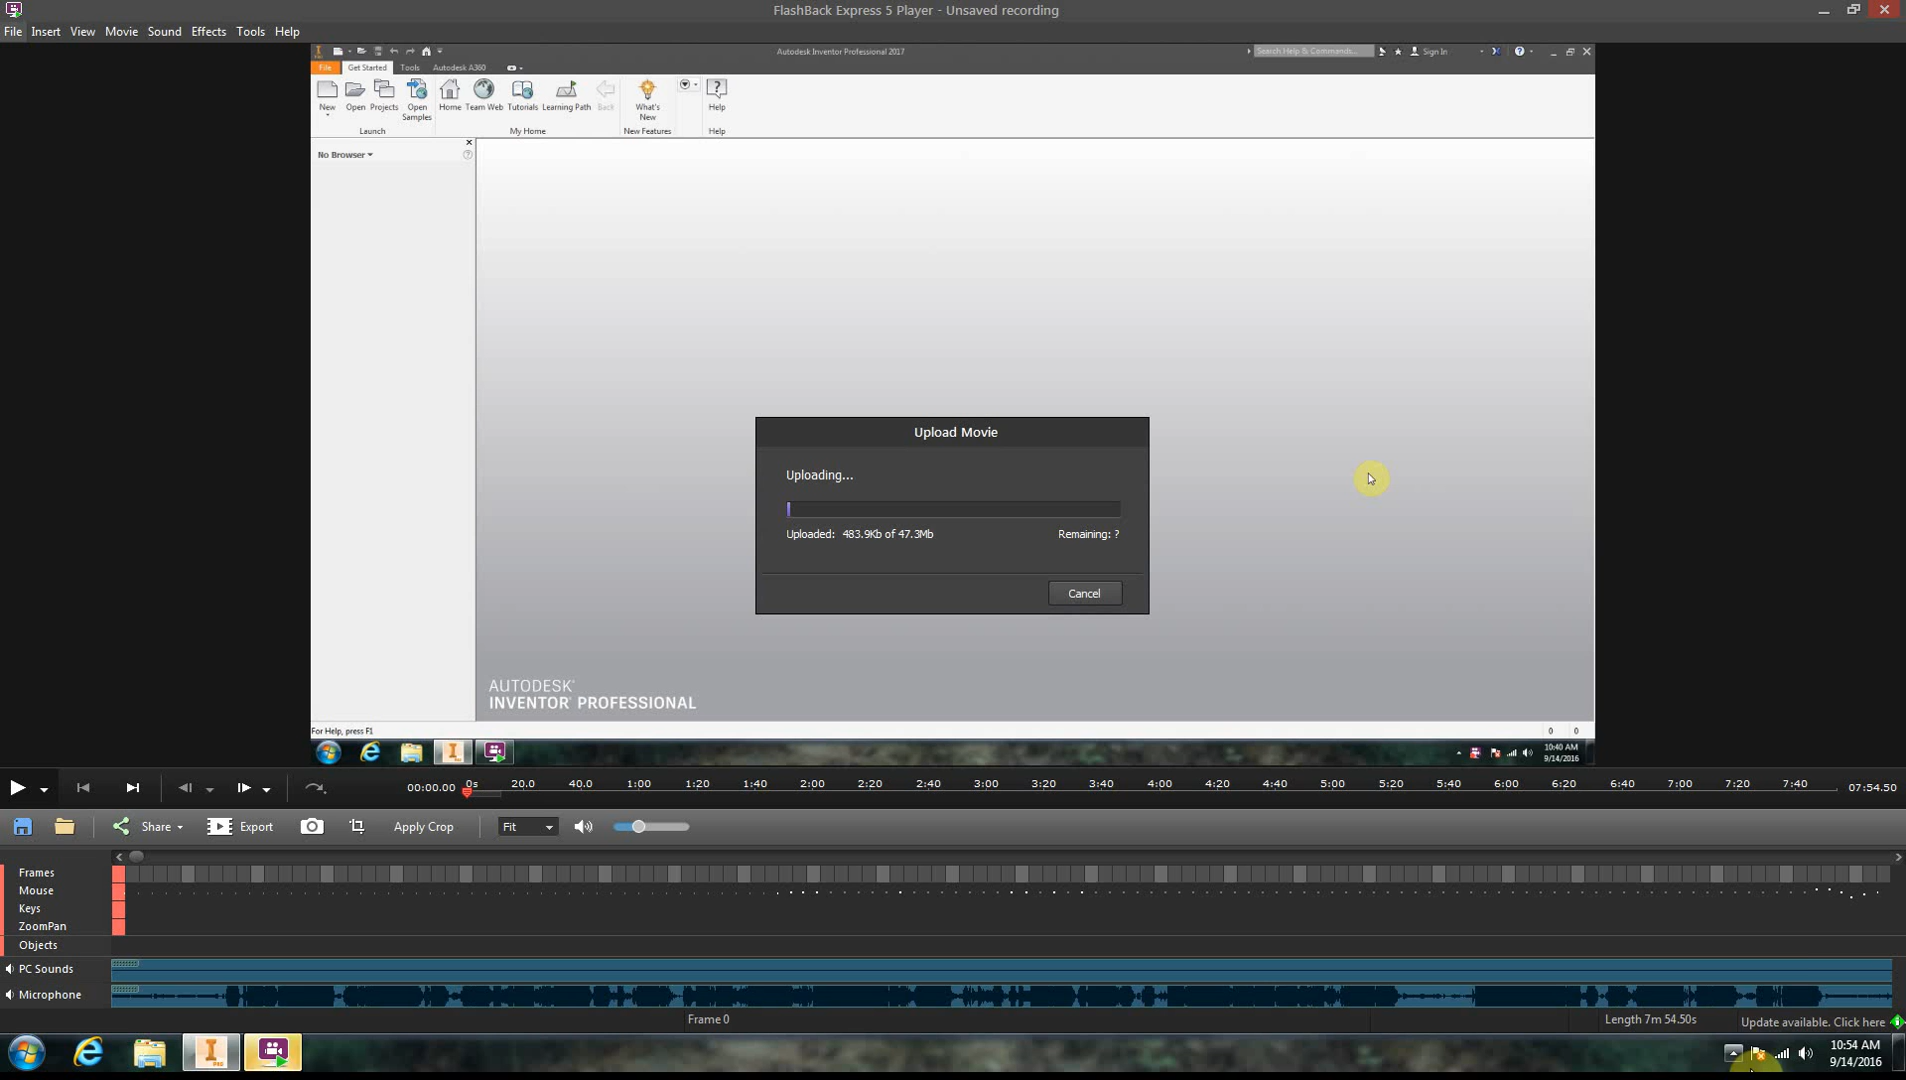 FlashBack Express 5 Player - Unsaved recording
File Insert View Movie Sound Effects Tools Help
Autodesk Inventor Professional 2017
Search Help & Commands...
Sign In
File Get Started Tools Autodesk A360
New Open Projects Open Samples Home Team Web Tutorials Learning Path Back What's New Help
Launch My Home New Features Help
No Browser
Upload Movie
Uploading...
Uploaded: 483.9Kb of 47.3Mb Remaining: ?
Cancel
AUTODESK®
INVENTOR® PROFESSIONAL
For Help, press F1 0 0
10:40 AM
9/14/2016
00:00.00 0s 20.0 40.0 1:00 1:20 1:40 2:00 2:20 2:40 3:00 3:20 3:40 4:00 4:20 4:40 5:00 5:20 5:40 6:00 6:20 6:40 7:00 7:20 7:40 07:54.50
Share Export Apply Crop Fit
Frames
Mouse
Keys
ZoomPan
Objects
PC Sounds
Microphone
Frame 0 Length 7m 54.50s Update available. Click here
10:54 AM
9/14/2016